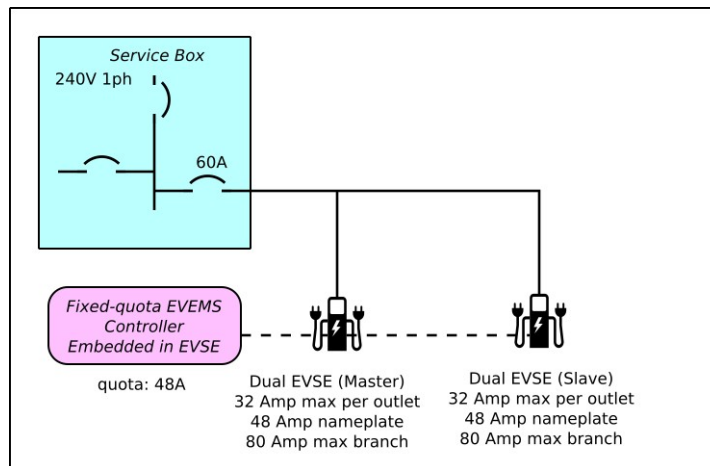 Service Box
240V 1ph
60A
Fixed-quota EVEMS
Controller
Embedded in EVSE
quota: 48A
Dual EVSE (Master)
32 Amp max per outlet
48 Amp nameplate
80 Amp max branch
Dual EVSE (Slave)
32 Amp max per outlet
48 Amp nameplate
80 Amp max branch